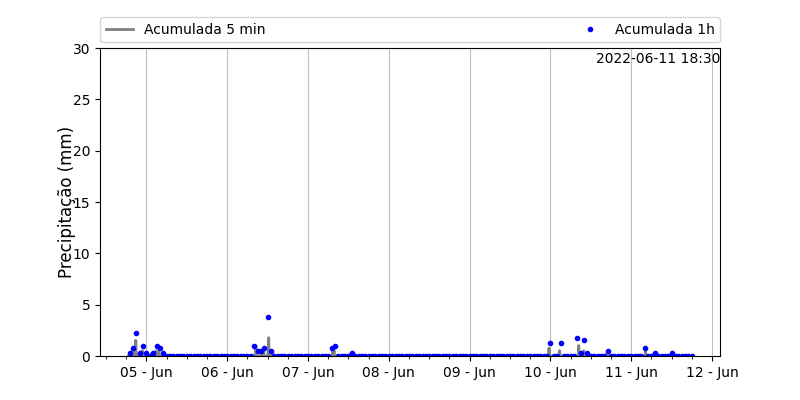 Acumulada 5 min Acumulada 1h
2022-06-11 18:30
Precipitação (mm)
30
25
20
15
10
5
0
05 - Jun 06 - Jun 07 - Jun 08 - Jun 09 - Jun 10 - Jun 11 - Jun 12 - Jun